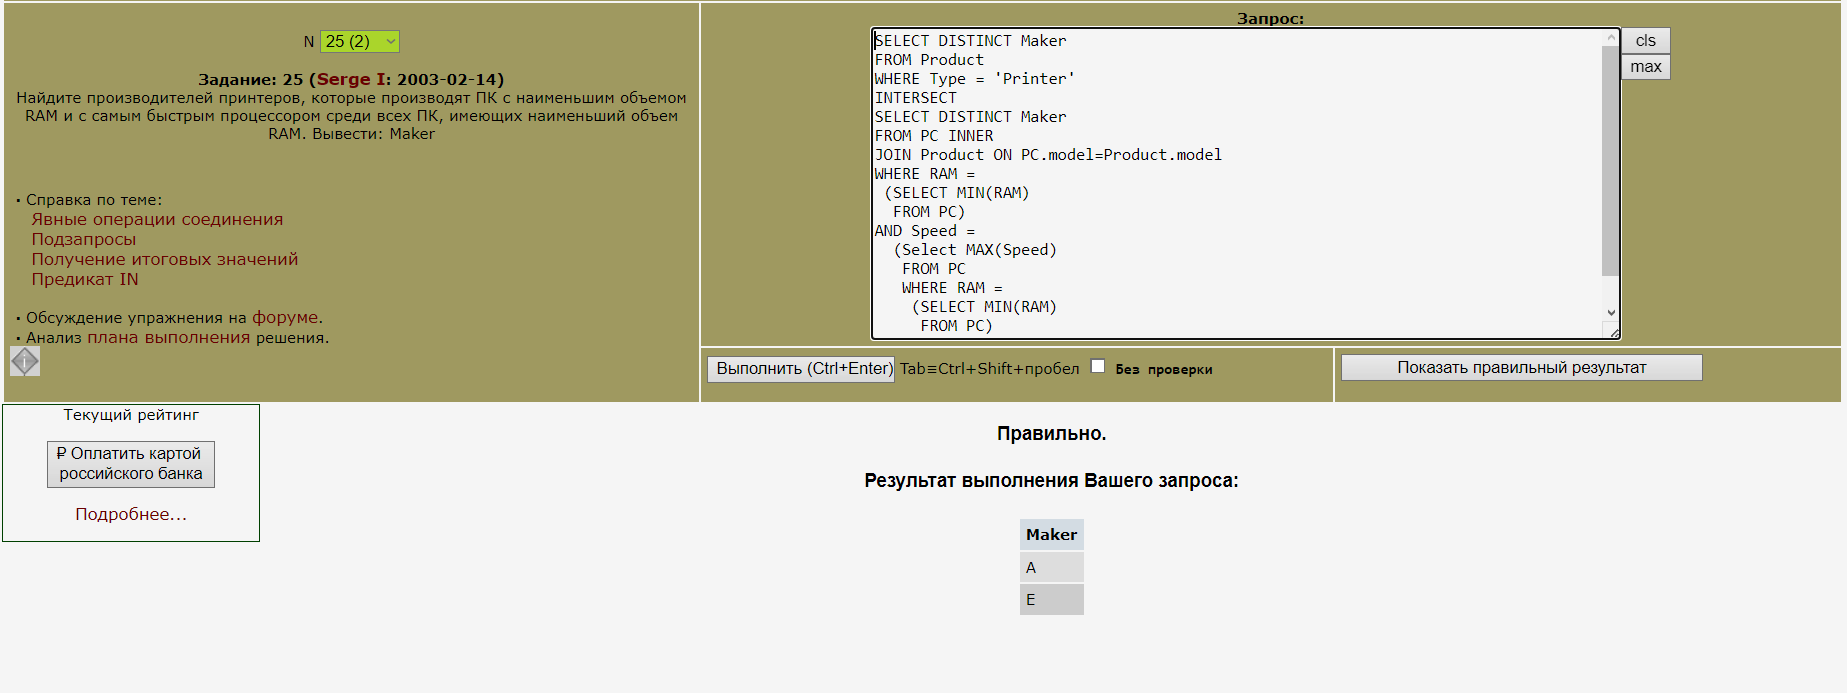 N 25 (2)
Задание: 25 (Serge I: 2003-02-14)
Найдите производителей принтеров, которые производят ПК с наименьшим объемом
RAM и с самым быстрым процессором среди всех ПК, имеющих наименьший объем
RAM. Вывести: Maker
· Справка по теме:
Явные операции соединения
Подзапросы
Получение итоговых значений
Предикат IN
· Обсуждение упражнения на форуме.
· Анализ плана выполнения решения.
Запрос:
SELECT DISTINCT Maker
FROM Product
WHERE Type = 'Printer'
INTERSECT
SELECT DISTINCT Maker
FROM PC INNER
JOIN Product ON PC.model=Product.model
WHERE RAM =
(SELECT MIN(RAM)
FROM PC)
AND Speed =
(Select MAX(Speed)
FROM PC
WHERE RAM =
(SELECT MIN(RAM)
FROM PC)
cls
max
Выполнить (Ctrl+Enter) Tab≡Ctrl+Shift+пробел Без проверки
Показать правильный результат
Текущий рейтинг
₽ Оплатить картой
российского банка
Подробнее...
Правильно.
Результат выполнения Вашего запроса:
Maker
A
E